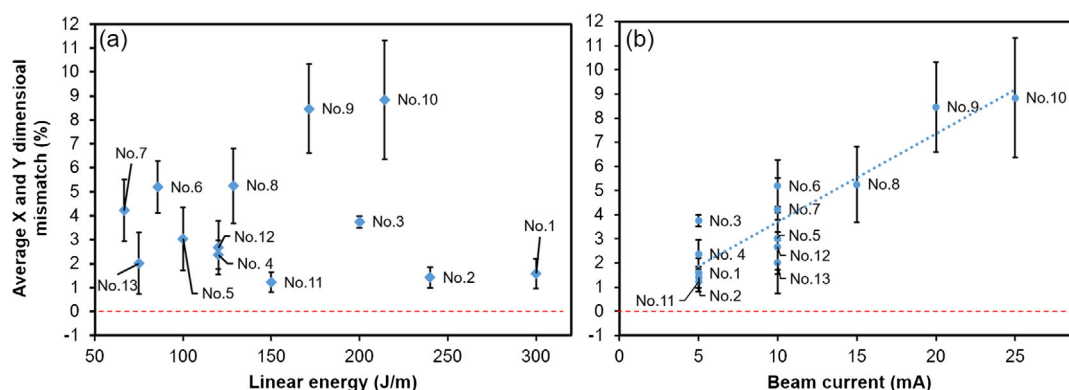 Average X and Y dimensioal
mismatch (%)
12
11
10
9
8
7
6
5
4
3
2
1
0
-1
(a)
No.7
No.6
No.8
No.9
No.10
No.3
No.12
No. 4
No.13
No.5
No.11
No.2
No.1
50
100
150
200
250
300
Linear energy (J/m)
12
11
10
9
8
7
6
5
4
3
2
1
0
-1
(b)
No.9
No.10
No.6
No.8
No.7
No.3
No.5
No. 4
No.12
No.1
No.13
No.11
No.2
0
5
10
15
20
25
Beam current (mA)